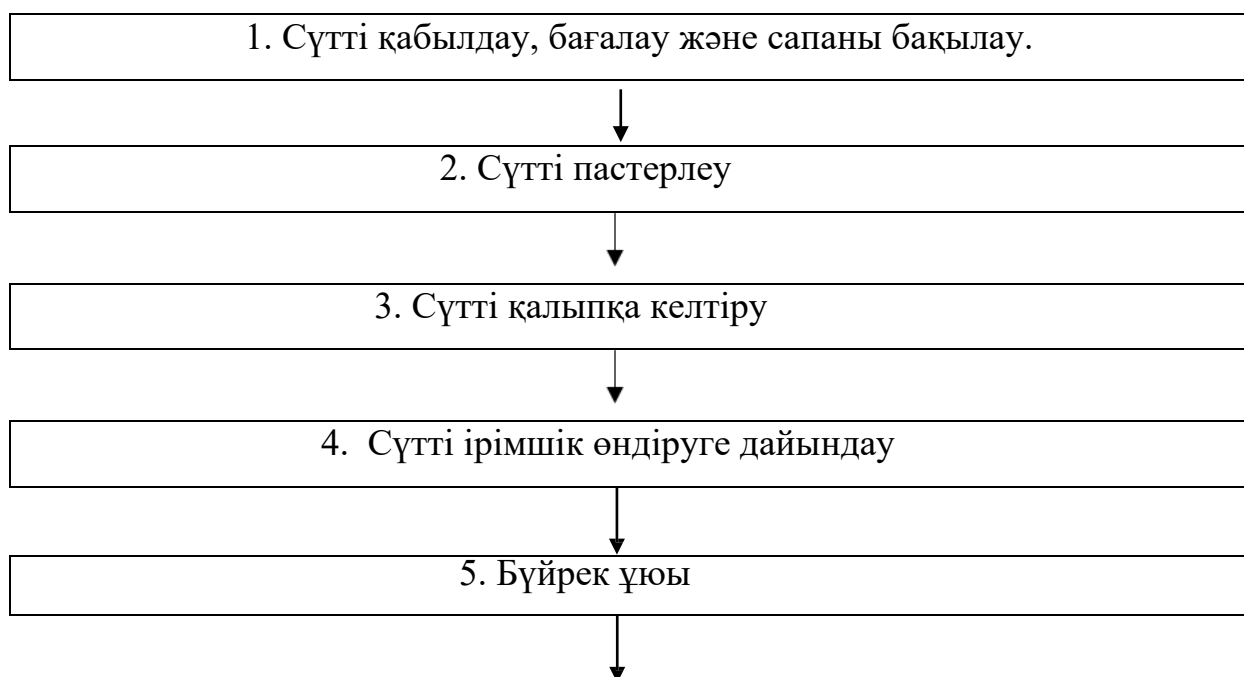 1. Сүтті қабылдау, бағалау және сапаны бақылау.
2. Сүтті пастерлеу
3. Сүтті қалыпқа келтіру
4. Сүтті ірімшік өндіруге дайындау
5. Бүйрек ұюы